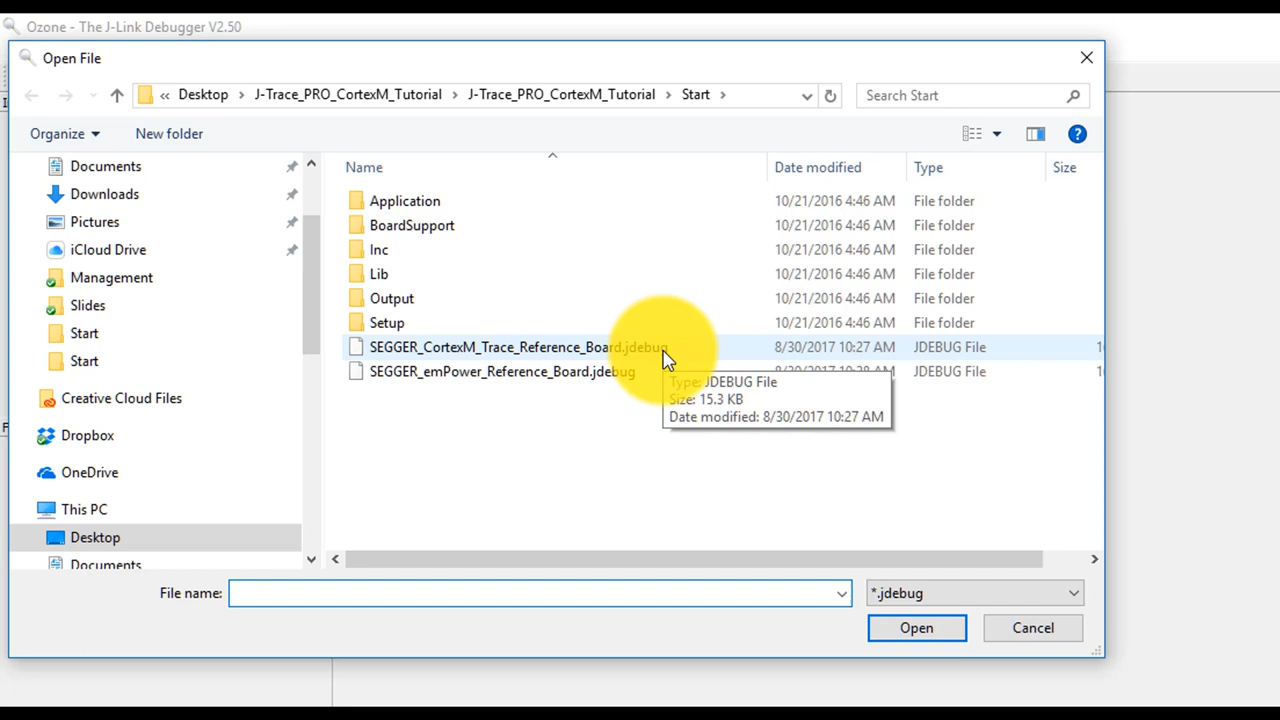 Ozone - The J-Link Debugger V2.50
Open File
« Desktop > J-Trace_PRO_CortexM_Tutorial > J-Trace_PRO_CortexM_Tutorial > Start >
Search Start
Organize
New folder
Documents
Downloads
Pictures
iCloud Drive
Management
Slides
Start
Start
Creative Cloud Files
Dropbox
OneDrive
This PC
Desktop
Documents
Name Date modified Type Size
Application 10/21/2016 4:46 AM File folder
BoardSupport 10/21/2016 4:46 AM File folder
Inc 10/21/2016 4:46 AM File folder
Lib 10/21/2016 4:46 AM File folder
Output 10/21/2016 4:46 AM File folder
Setup 10/21/2016 4:46 AM File folder
SEGGER_CortexM_Trace_Reference_Board.jdebug 8/30/2017 10:27 AM JDEBUG File
SEGGER_emPower_Reference_Board.jdebug 8/30/2017 10:28 AM JDEBUG File
Type: JDEBUG File
Size: 15.3 KB
Date modified: 8/30/2017 10:27 AM
File name:
*.jdebug
Open
Cancel